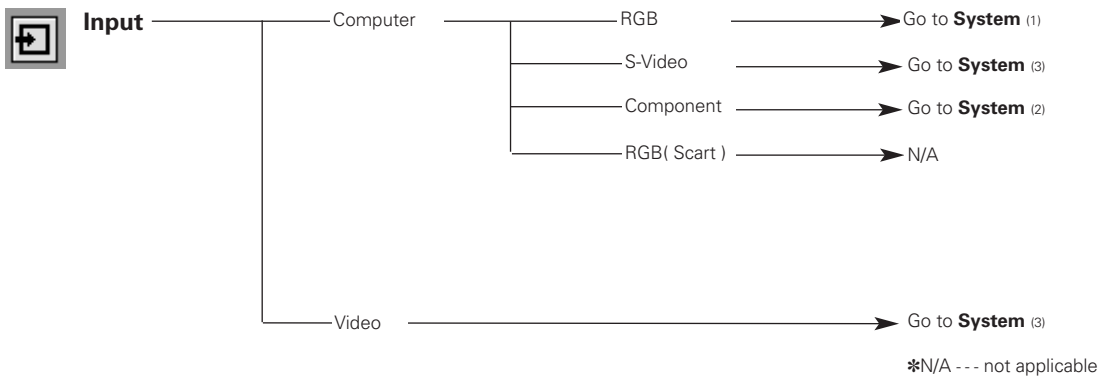 Input Computer RGB Go to System (1)
S-Video Go to System (3)
Component Go to System (2)
RGB( Scart ) N/A
Video Go to System (3)
✽N/A - - - not applicable